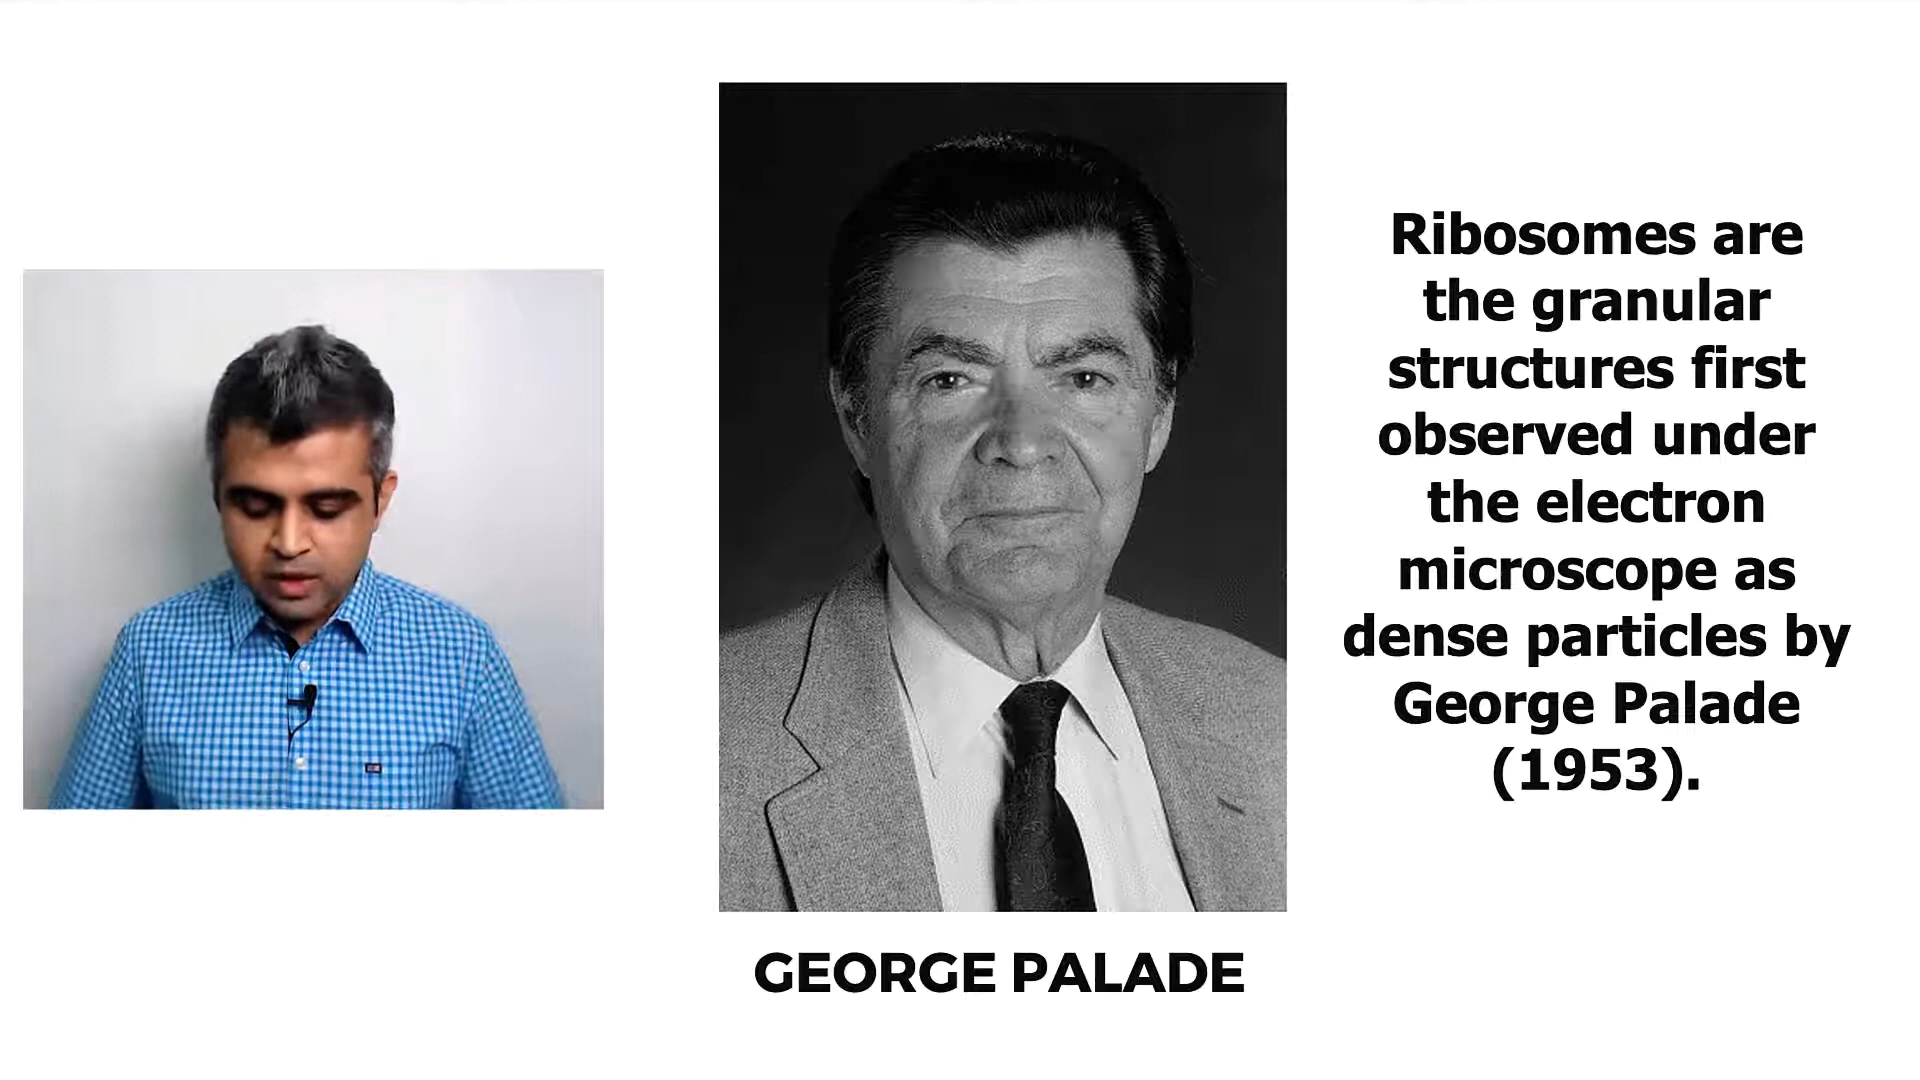 Ribosomes are
the granular
structures first
observed under
the electron
microscope as
dense particles by
George Palade
(1953).
GEORGE PALADE